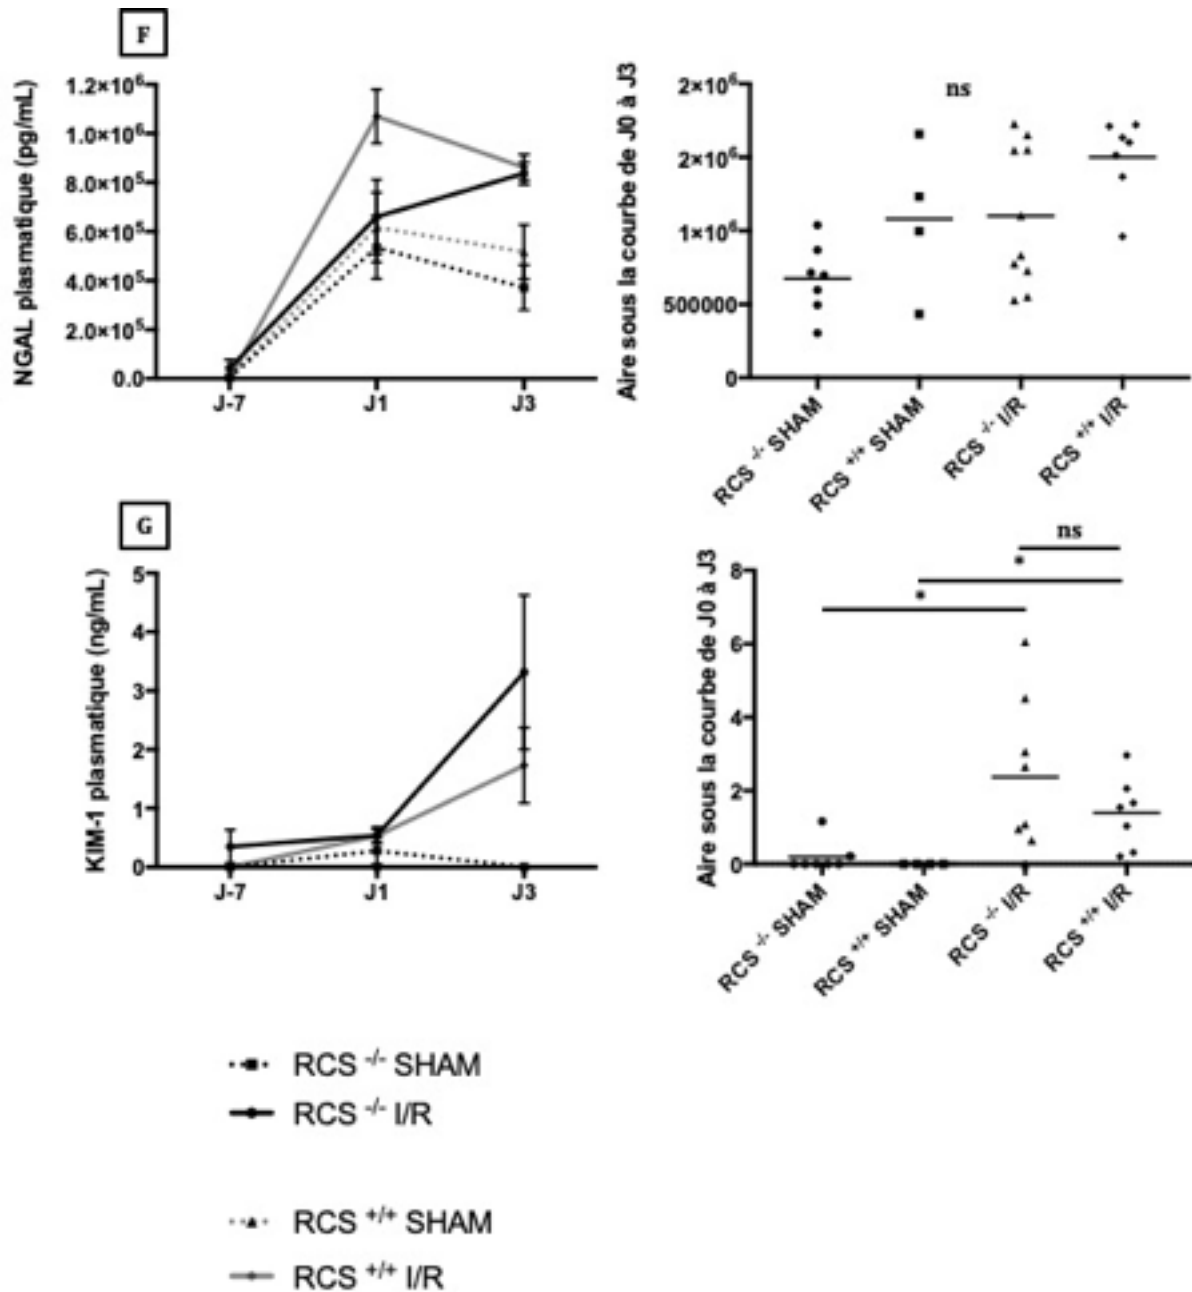 F
NGAL plasmatique (pg/mL)
1.2×10⁶
1.0×10⁶
8.0×10⁵
6.0×10⁵
4.0×10⁵
2.0×10⁵
0.0
J-7 J1 J3
Aire sous la courbe de J0 à J3
2×10⁶
2×10⁶
1×10⁶
500000
0
ns
RCS -/- SHAM
RCS +/+ SHAM
RCS -/- I/R
RCS +/+ I/R
G
KIM-1 plasmatique (ng/mL)
5
4
3
2
1
0
J-7 J1 J3
Aire sous la courbe de J0 à J3
8
6
4
2
0
ns
RCS -/- SHAM
RCS +/+ SHAM
RCS -/- I/R
RCS +/+ I/R
RCS -/- SHAM
RCS -/- I/R
RCS +/+ SHAM
RCS +/+ I/R